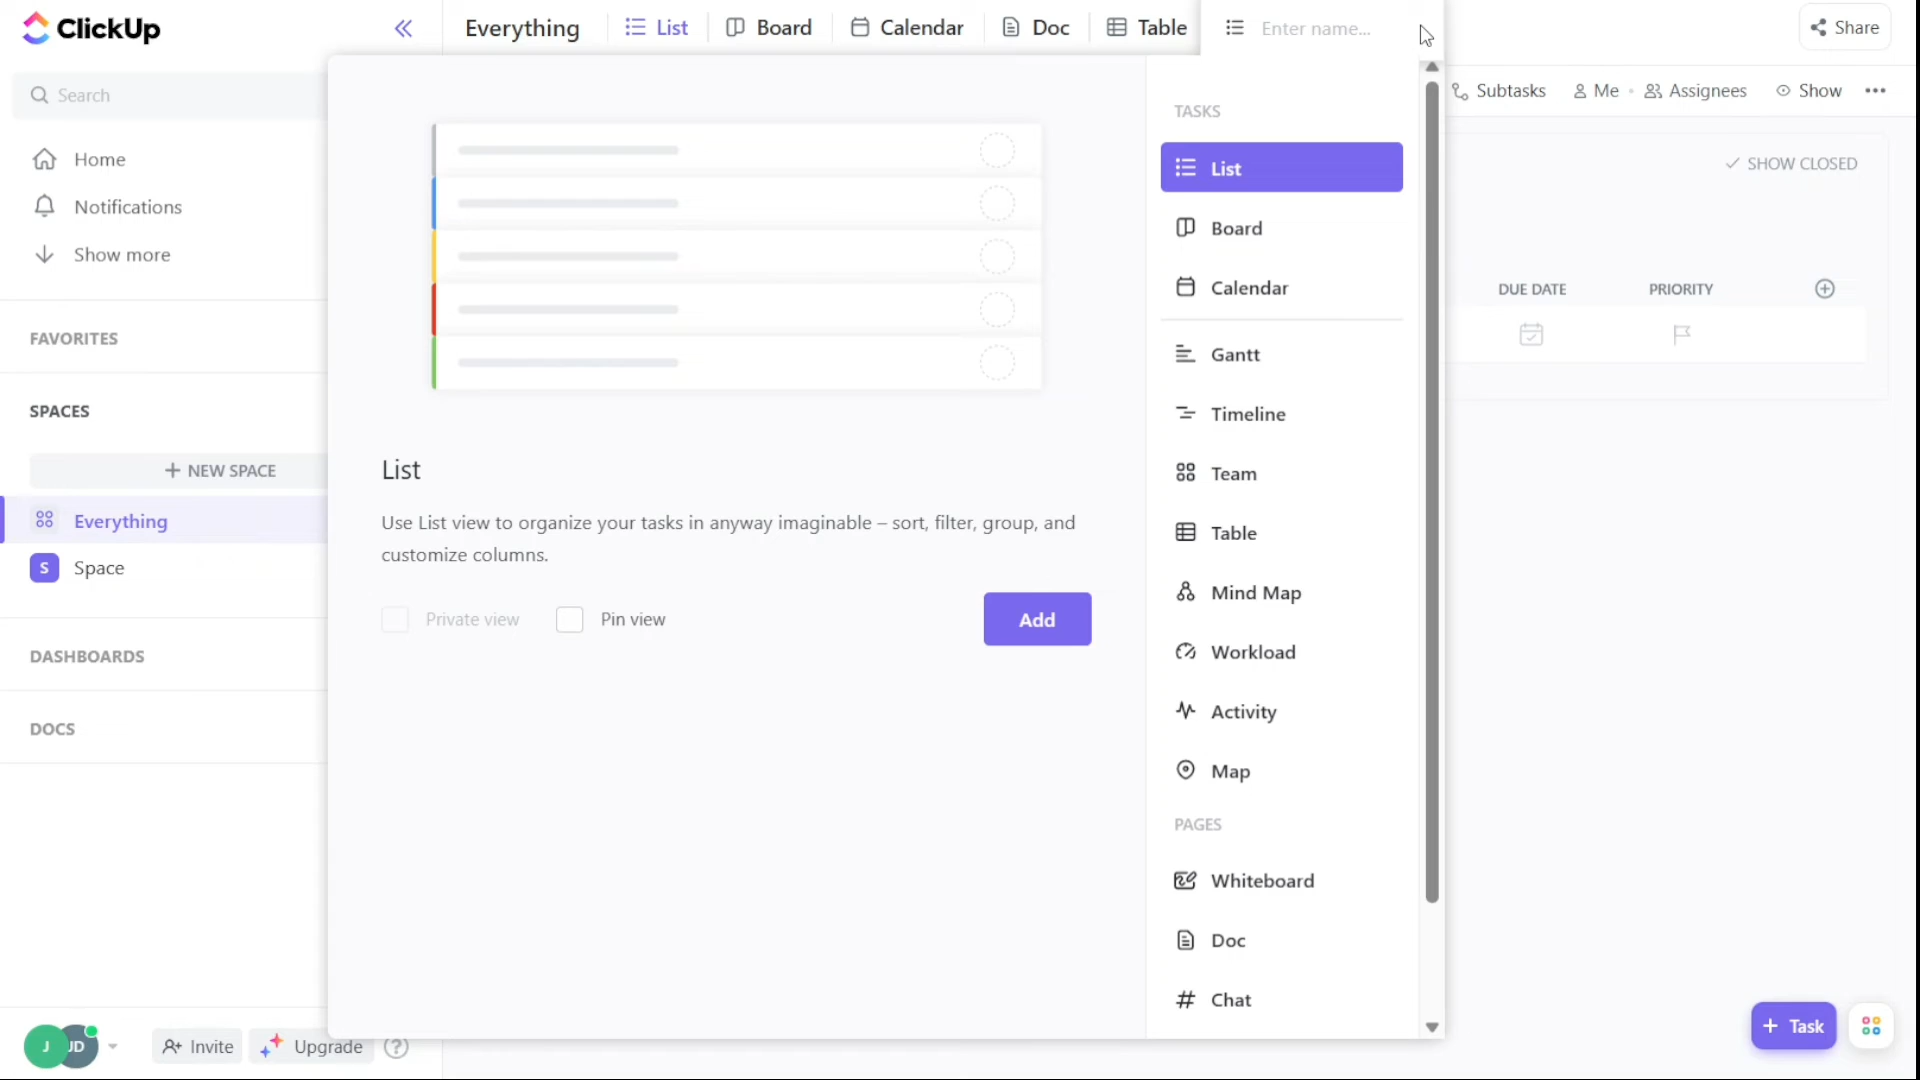 ClickUp
Everything
List
Board
Calendar
Doc
Table
Enter name...
Share
Search
Subtasks
Me
Assignees
Show
Home
Notifications
Show more
FAVORITES
SPACES
NEW SPACE
Everything
S
Space
DASHBOARDS
DOCS
J
JD
Invite
Upgrade
?
List
Use List view to organize your tasks in anyway imaginable – sort, filter, group, and
customize columns.
Private view
Pin view
Add
TASKS
List
Board
Calendar
Gantt
Timeline
Team
Table
Mind Map
Workload
Activity
Map
PAGES
Whiteboard
Doc
Chat
SHOW CLOSED
DUE DATE
PRIORITY
+ Task